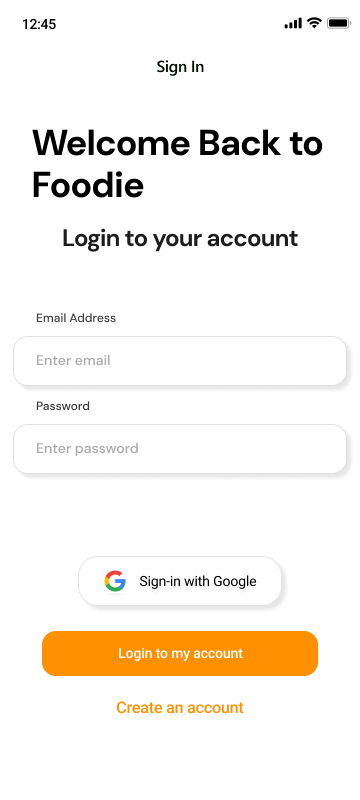 12:45
Sign In
Welcome Back to
Foodie
Login to your account
Email Address
Enter email
Password
Enter password
Sign-in with Google
Login to my account
Create an account